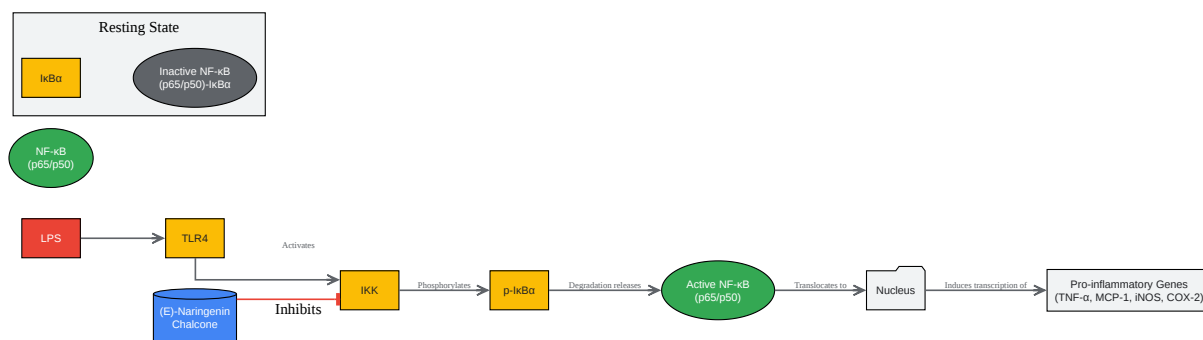 Resting State
IκBα
Inactive NF-κB
(p65/p50)-IκBα
NF-κB
(p65/p50)
LPS
TLR4
Activates
IKK
Phosphorylates
p-IκBα
Degradation releases
Active NF-κB
(p65/p50)
Translocates to
Nucleus
Induces transcription of
Pro-inflammatory Genes
(TNF-α, MCP-1, iNOS, COX-2)
(E)-Naringenin
Chalcone
Inhibits